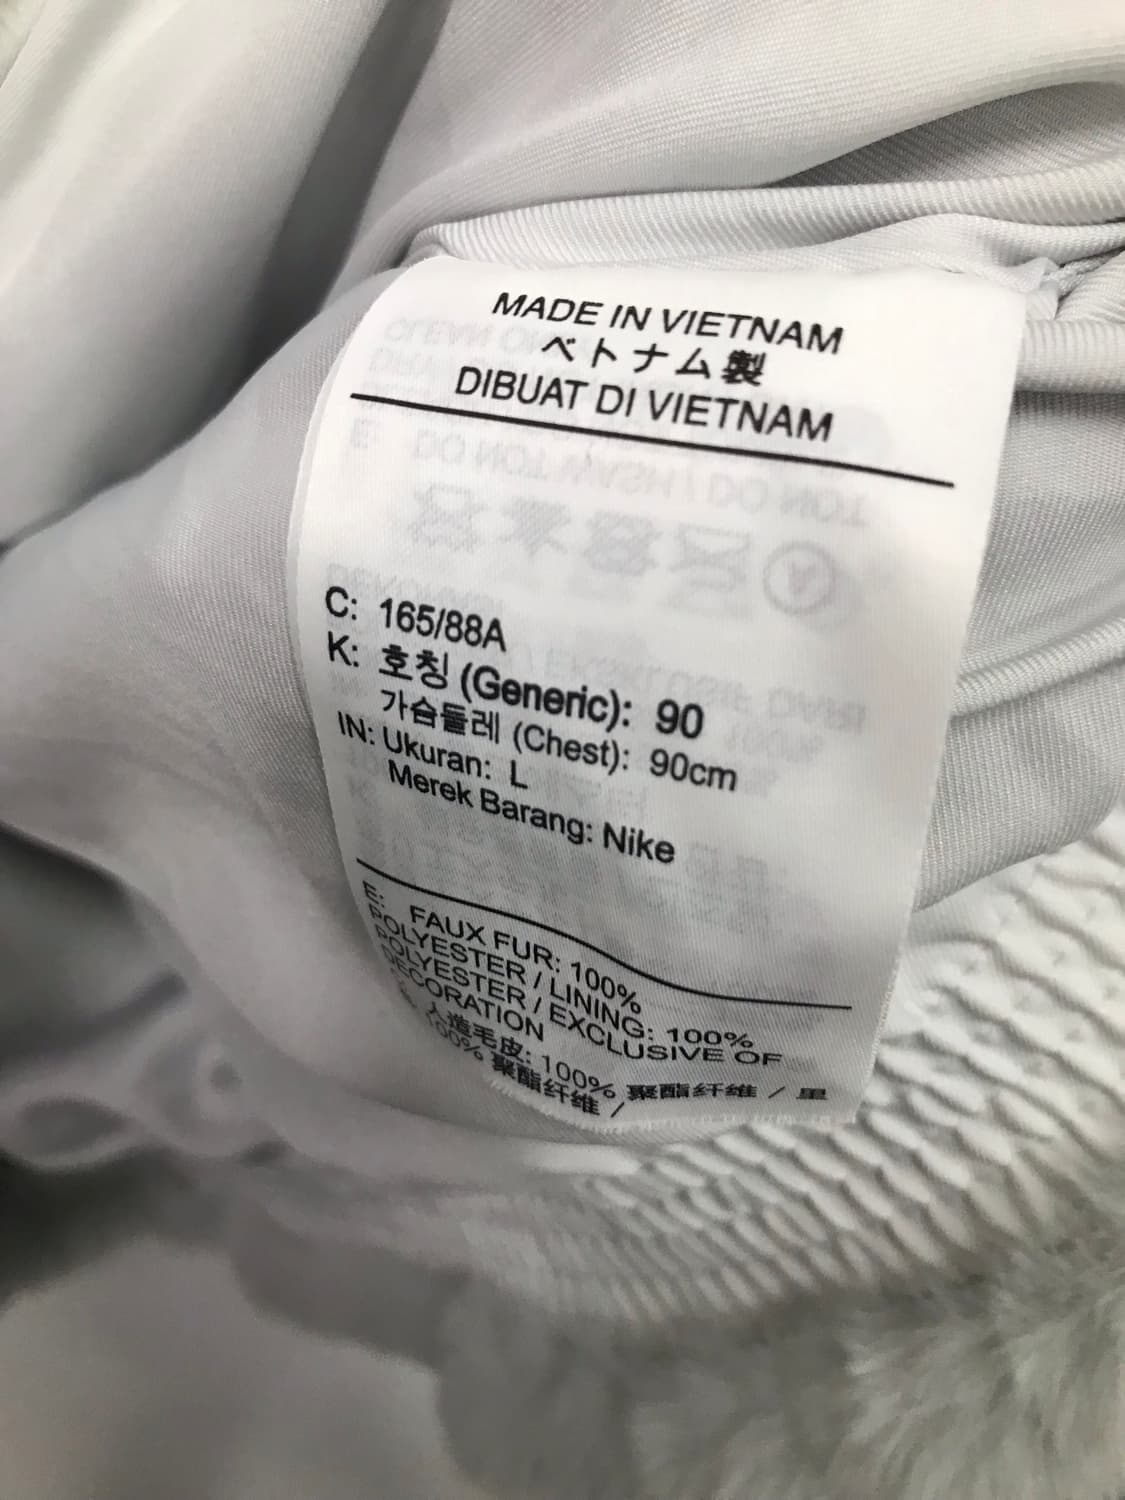 MADE IN VIETNAM
ベトナム製
DIBUAT DI VIETNAM
C: 165/88A
K: 호칭 (Generic): 90
가슴둘레 (Chest): 90cm
IN: Ukuran: L
Merek Barang: Nike
E: FAUX FUR: 100%
POLYESTER / LINING: 100%
POLYESTER / EXCLUSIVE OF
DECORATION
人造毛皮: 100% 聚酯纤维 / 里
100% 聚酯纤维 /